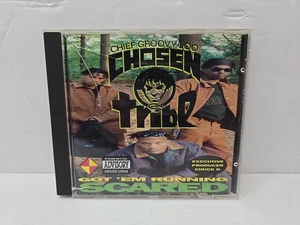 CHIEF GROOVY LOO
CHOSEN
TRIBE
PARENTAL
ADVISORY
EXPLICIT LYRICS
EXECUTIVE
PRODUCER
CHUCK D
GOT 'EM RUNNING
SCARED